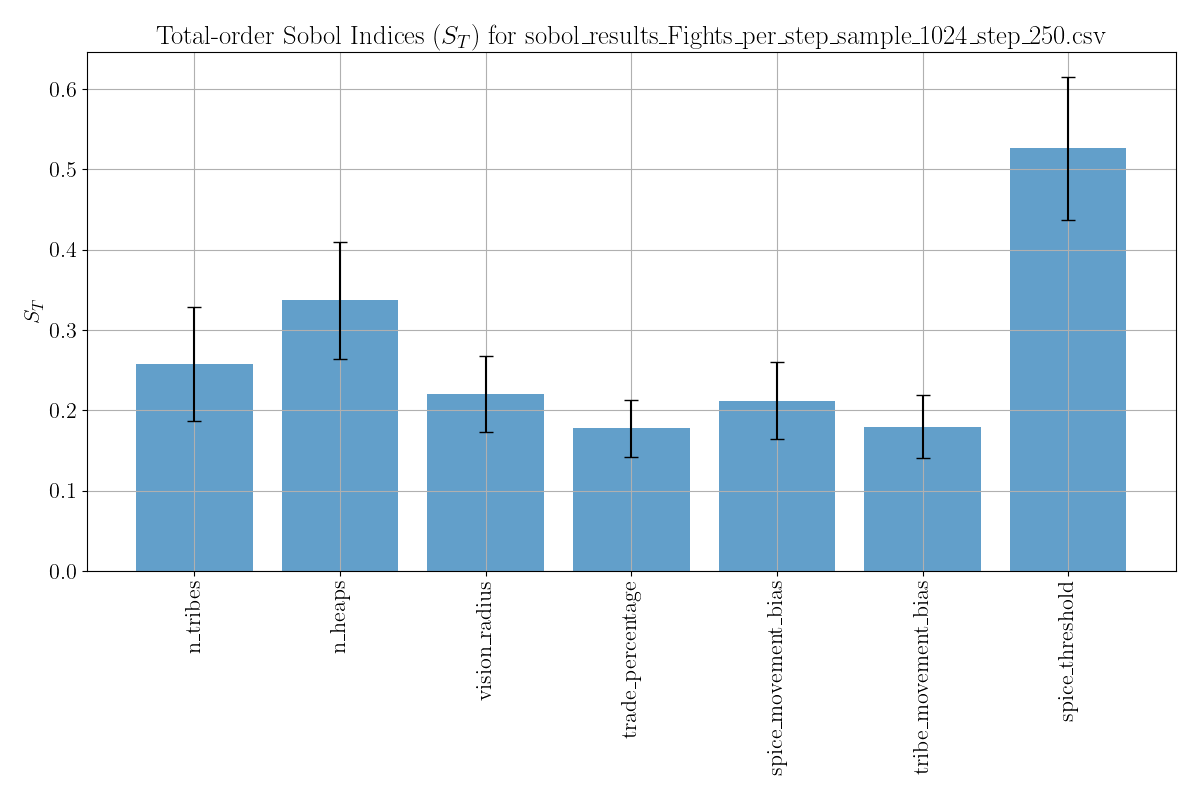 Total-order Sobol Indices (S_T) for sobol_results_Fights_per_step_sample_1024_step_250.csv
S_T
0.6
0.5
0.4
0.3
0.2
0.1
0.0
n_tribes
n_heaps
vision_radius
trade_percentage
spice_movement_bias
tribe_movement_bias
spice_threshold